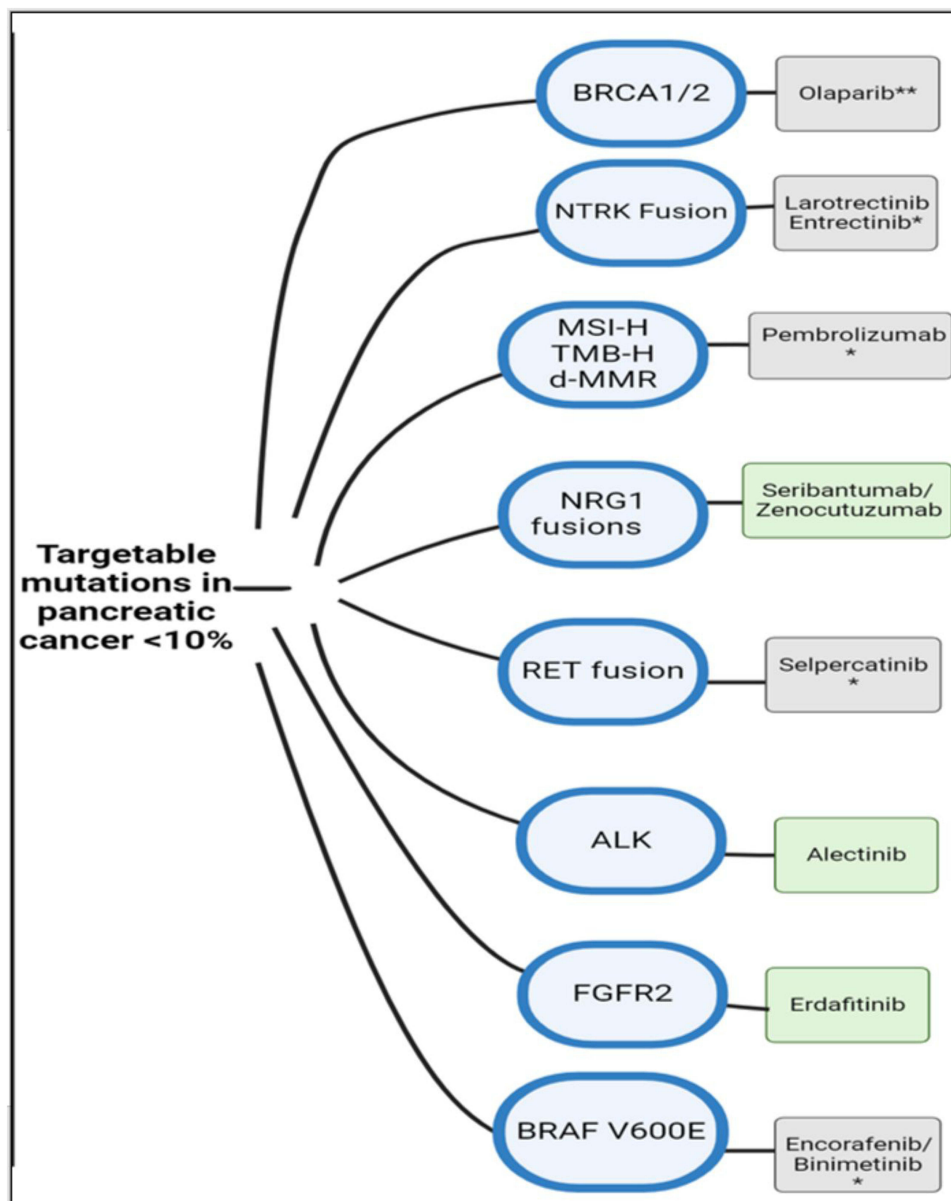 Targetable
mutations in
pancreatic
cancer <10%
BRCA1/2
Olaparib**
NTRK Fusion
Larotrectinib
Entrectinib*
MSI-H
TMB-H
d-MMR
Pembrolizumab
*
NRG1
fusions
Seribantumab/
Zenocutuzumab
RET fusion
Selpercatinib
*
ALK
Alectinib
FGFR2
Erdafitinib
BRAF V600E
Encorafenib/
Binimetinib
*